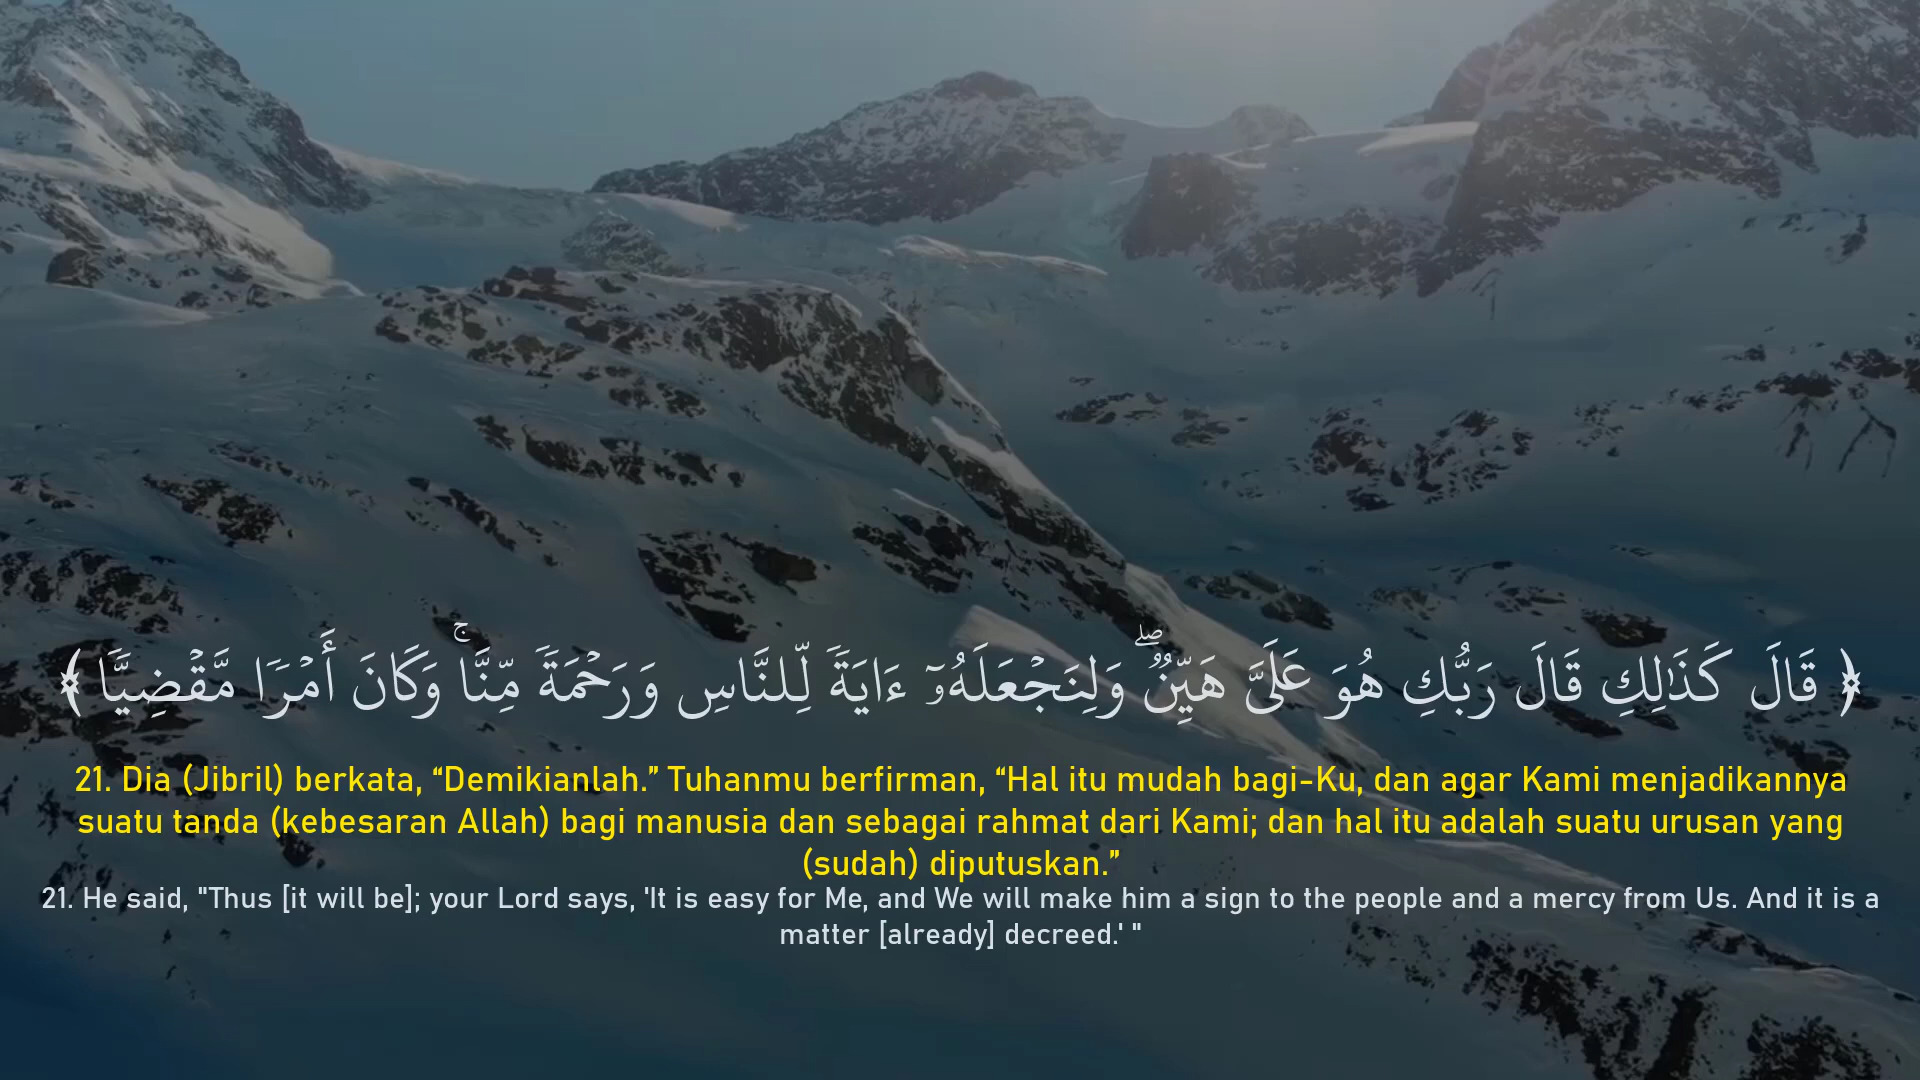 ﴿ قَالَ كَذَٰلِكِ قَالَ رَبُّكِ هُوَ عَلَىَّ هَيِّنٌۭ ۖ وَلِنَجْعَلَهُۥٓ ءَايَةًۭ لِّلنَّاسِ وَرَحْمَةًۭ مِّنَّا ۚ وَكَانَ أَمْرًۭا مَّقْضِيًّۭا ﴾
21. Dia (Jibril) berkata, “Demikianlah.” Tuhanmu berfirman, “Hal itu mudah bagi-Ku, dan agar Kami menjadikannya
suatu tanda (kebesaran Allah) bagi manusia dan sebagai rahmat dari Kami; dan hal itu adalah suatu urusan yang
(sudah) diputuskan.”
21. He said, "Thus [it will be]; your Lord says, 'It is easy for Me, and We will make him a sign to the people and a mercy from Us. And it is a
matter [already] decreed.' "